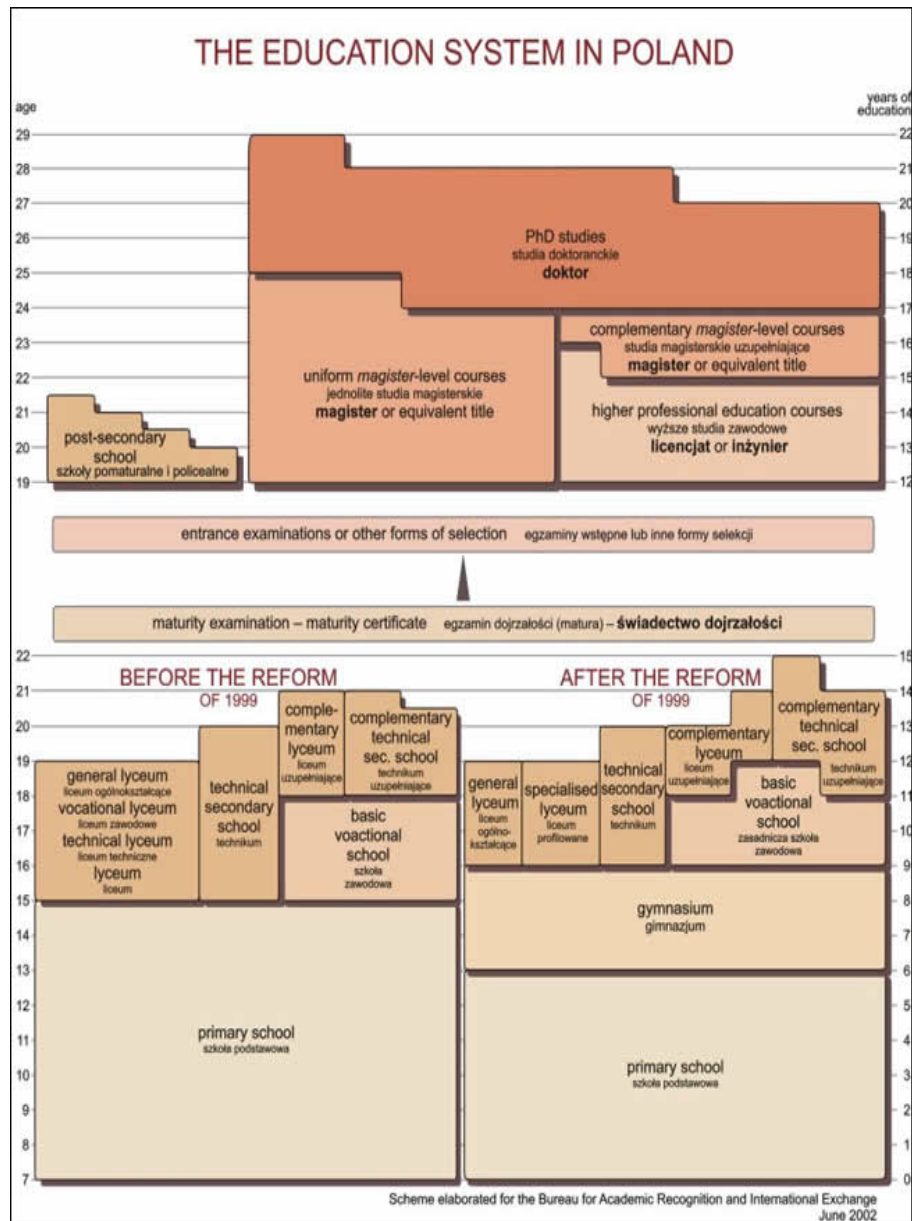 THE EDUCATION SYSTEM IN POLAND
age
years of
education
29
22
28
21
27
20
26
19
25
18
24
17
23
16
22
15
21
14
20
13
19
12
PhD studies
studia doktoranckie
doktor
uniform magister-level courses
jednolite studia magisterskie
magister or equivalent title
complementary magister-level courses
studia magisterskie uzupełniające
magister or equivalent title
higher professional education courses
wyższe studia zawodowe
licencjat or inżynier
post-secondary
school
szkoły pomaturalne i policealne
entrance examinations or other forms of selection egzaminy wstępne lub inne formy selekcji
maturity examination – maturity certificate egzamin dojrzałości (matura) – świadectwo dojrzałości
22
15
21
14
20
13
19
12
18
11
17
10
16
9
15
8
14
7
13
6
12
5
11
4
10
3
9
2
8
1
7
0
BEFORE THE REFORM
OF 1999
general lyceum
liceum ogólnokształcące
vocational lyceum
liceum zawodowe
technical lyceum
liceum techniczne
lyceum
liceum
technical
secondary
school
technikum
comple-
mentary
lyceum
liceum
uzupełniające
complementary
technical
sec. school
technikum
uzupełniające
basic
voactional
school
szkoła
zawodowa
primary school
szkoła podstawowa
AFTER THE REFORM
OF 1999
general
lyceum
liceum
ogólno-
kształcące
specialised
lyceum
liceum
profilowane
technical
secondary
school
technikum
complementary
lyceum
liceum
uzupełniające
complementary
technical
sec. school
technikum
uzupełniające
basic
voactional
school
zasadnicza szkoła
zawodowa
gymnasium
gimnazjum
primary school
szkoła podstawowa
Scheme elaborated for the Bureau for Academic Recognition and International Exchange
June 2002